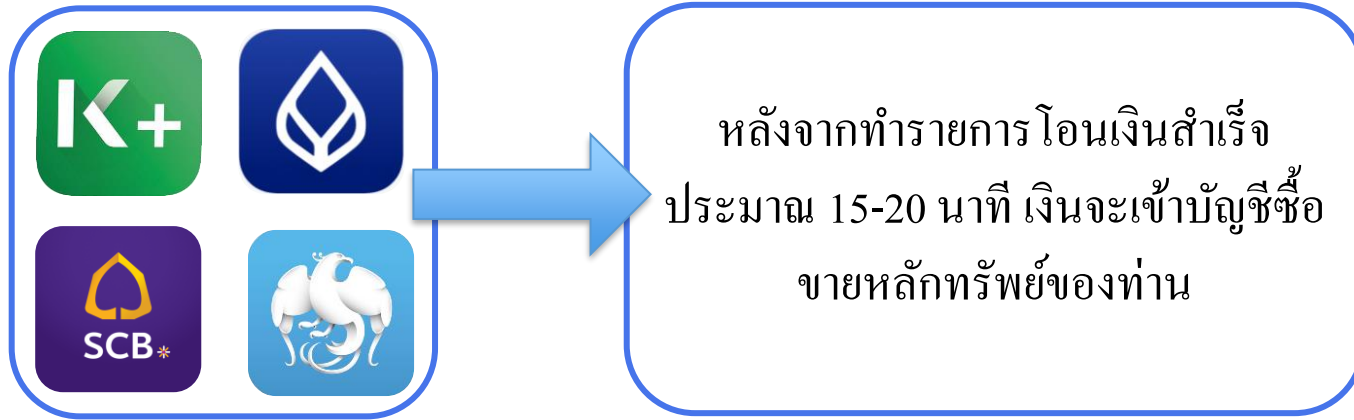 K+
SCB
หลังจากทำรายการโอนเงินสำเร็จ
ประมาณ 15-20 นาที เงินจะเข้าบัญชีซื้อ
ขายหลักทรัพย์ของท่าน